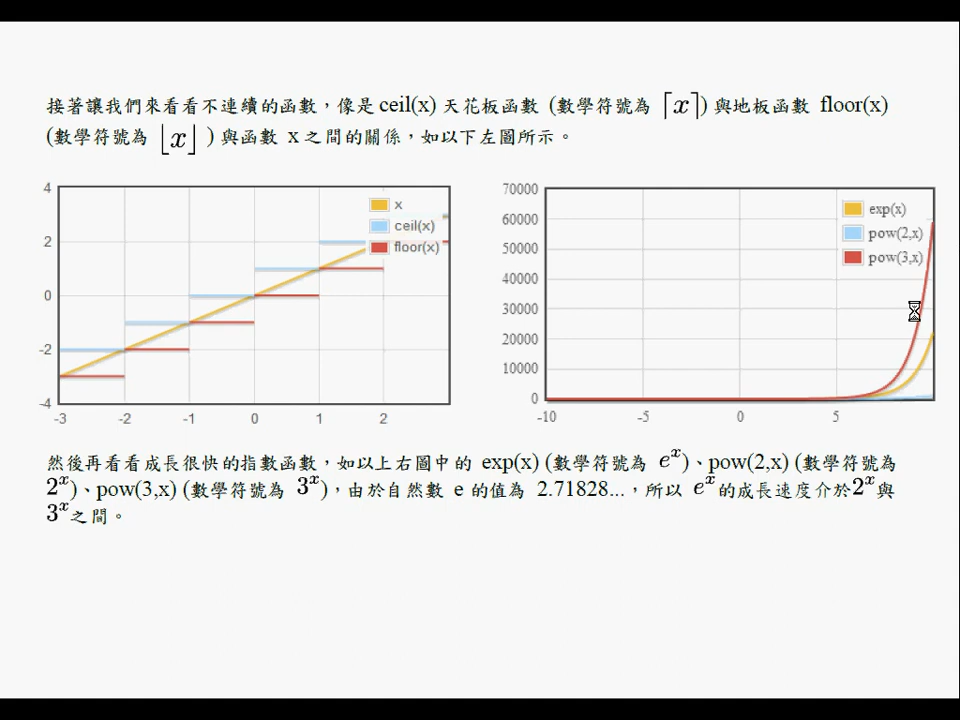 接著讓我們來看看不連續的函數，像是 ceil(x) 天花板函數 (數學符號為 ⌈x⌉) 與地板函數 floor(x)
(數學符號為 ⌊x⌋ ) 與函數 x 之間的關係，如以下左圖所示。
4
2
0
-2
-4
-3 -2 -1 0 1 2
x
ceil(x)
floor(x)
70000
60000
50000
40000
30000
20000
10000
0
-10 -5 0 5
exp(x)
pow(2,x)
pow(3,x)
然後再看看成長很快的指數函數，如以上右圖中的 exp(x) (數學符號為 eˣ)、pow(2,x) (數學符號為
2ˣ)、pow(3,x) (數學符號為 3ˣ)，由於自然數 e 的值為 2.71828...，所以 eˣ 的成長速度介於2ˣ與
3ˣ之間。